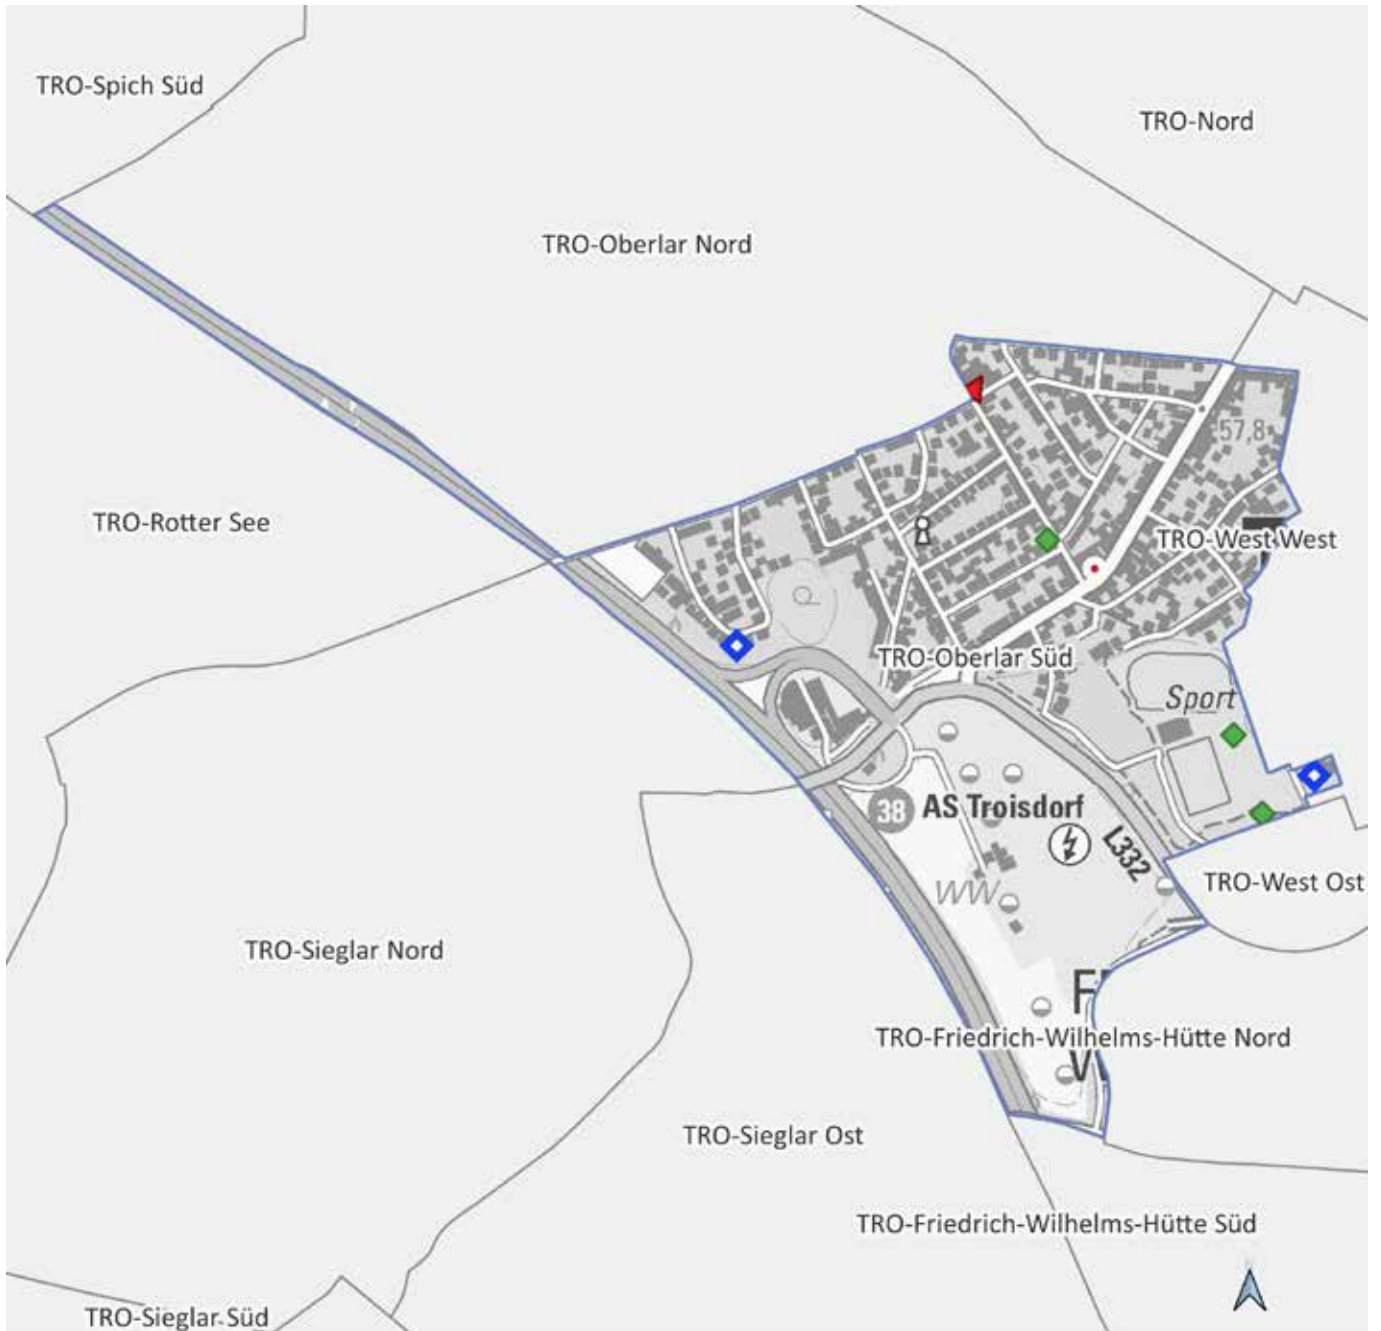 TRO-Spich Süd
TRO-Nord
TRO-Oberlar Nord
57,8
TRO-Rotter See
TRO-West West
TRO-Oberlar Süd
Sport
38
AS Troisdorf
L332
TRO-West Ost
WW
TRO-Sieglar Nord
F
TRO-Friedrich-Wilhelms-Hütte Nord
TRO-Sieglar Ost
TRO-Friedrich-Wilhelms-Hütte Süd
TRO-Sieglar Süd